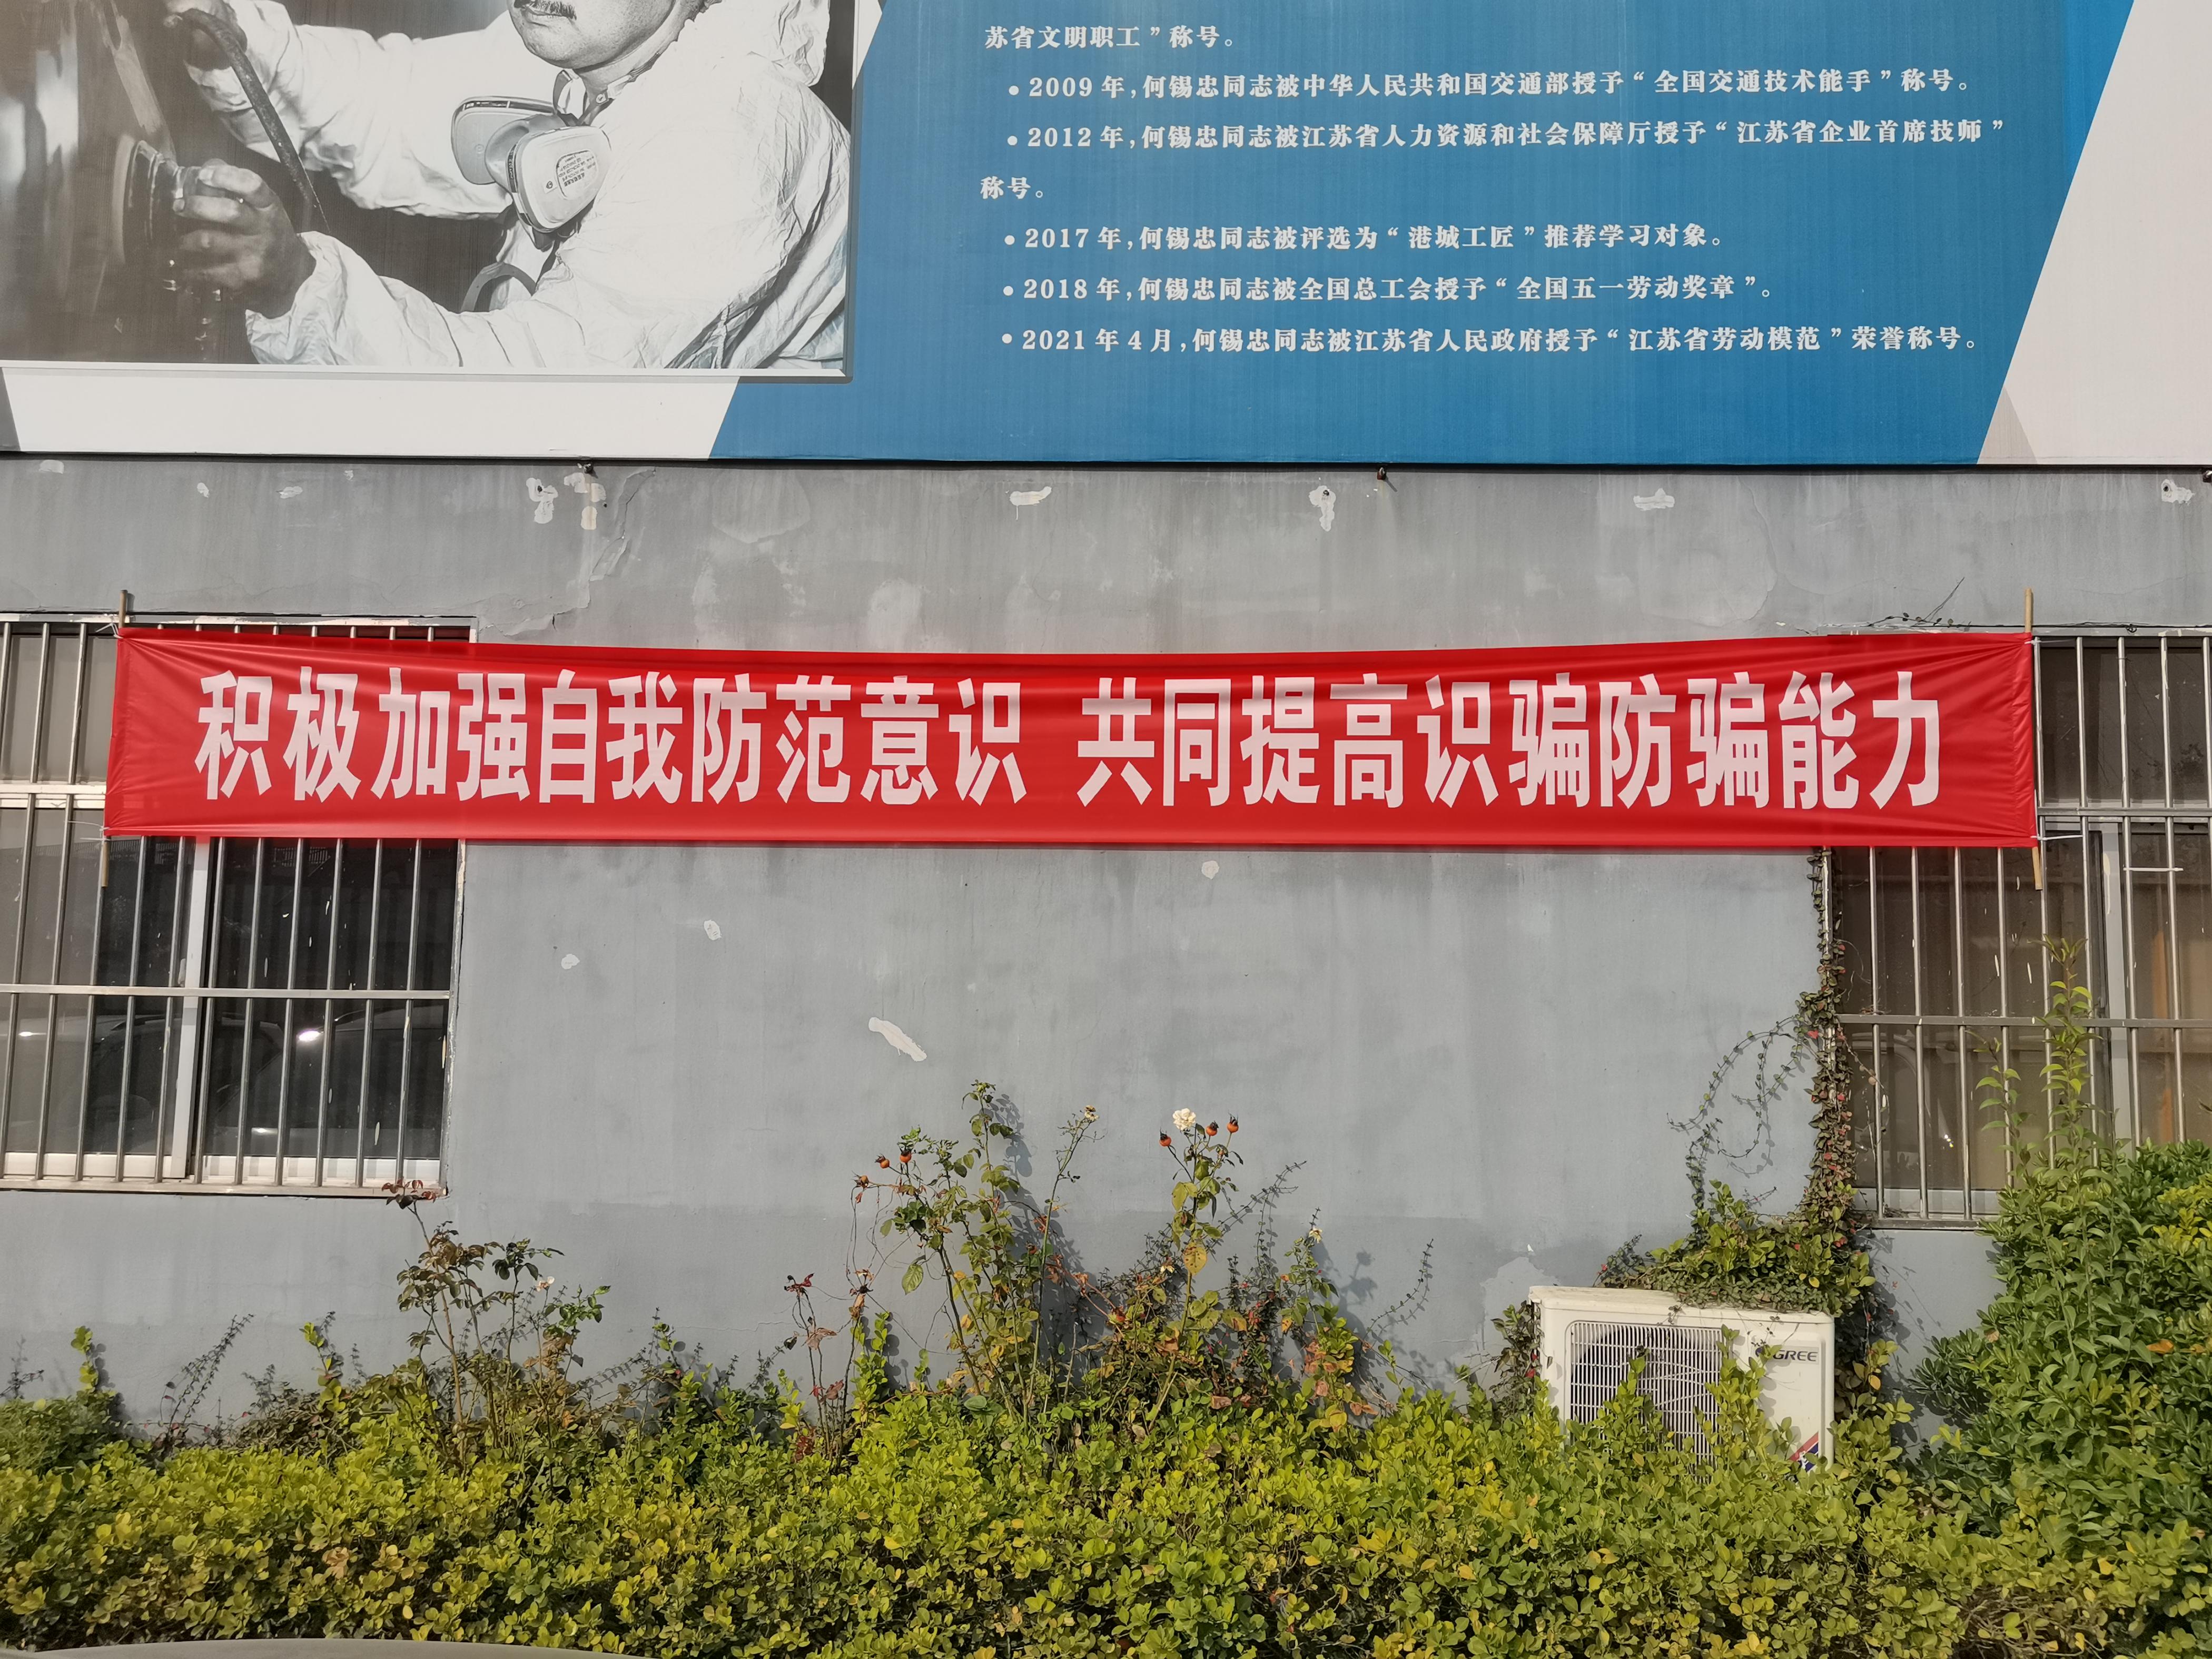 苏省文明职工”称号。
•2009年,何锡忠同志被中华人民共和国交通部授予“全国交通技术能手”称号。
•2012年,何锡忠同志被江苏省人力资源和社会保障厅授予“江苏省企业首席技师”
称号。
•2017年,何锡忠同志被评选为“港城工匠”推荐学习对象。
•2018年,何锡忠同志被全国总工会授予“全国五一劳动奖章”。
•2021年4月,何锡忠同志被江苏省人民政府授予“江苏省劳动模范”荣誉称号。
积极加强自我防范意识 共同提高识骗防骗能力
GREE